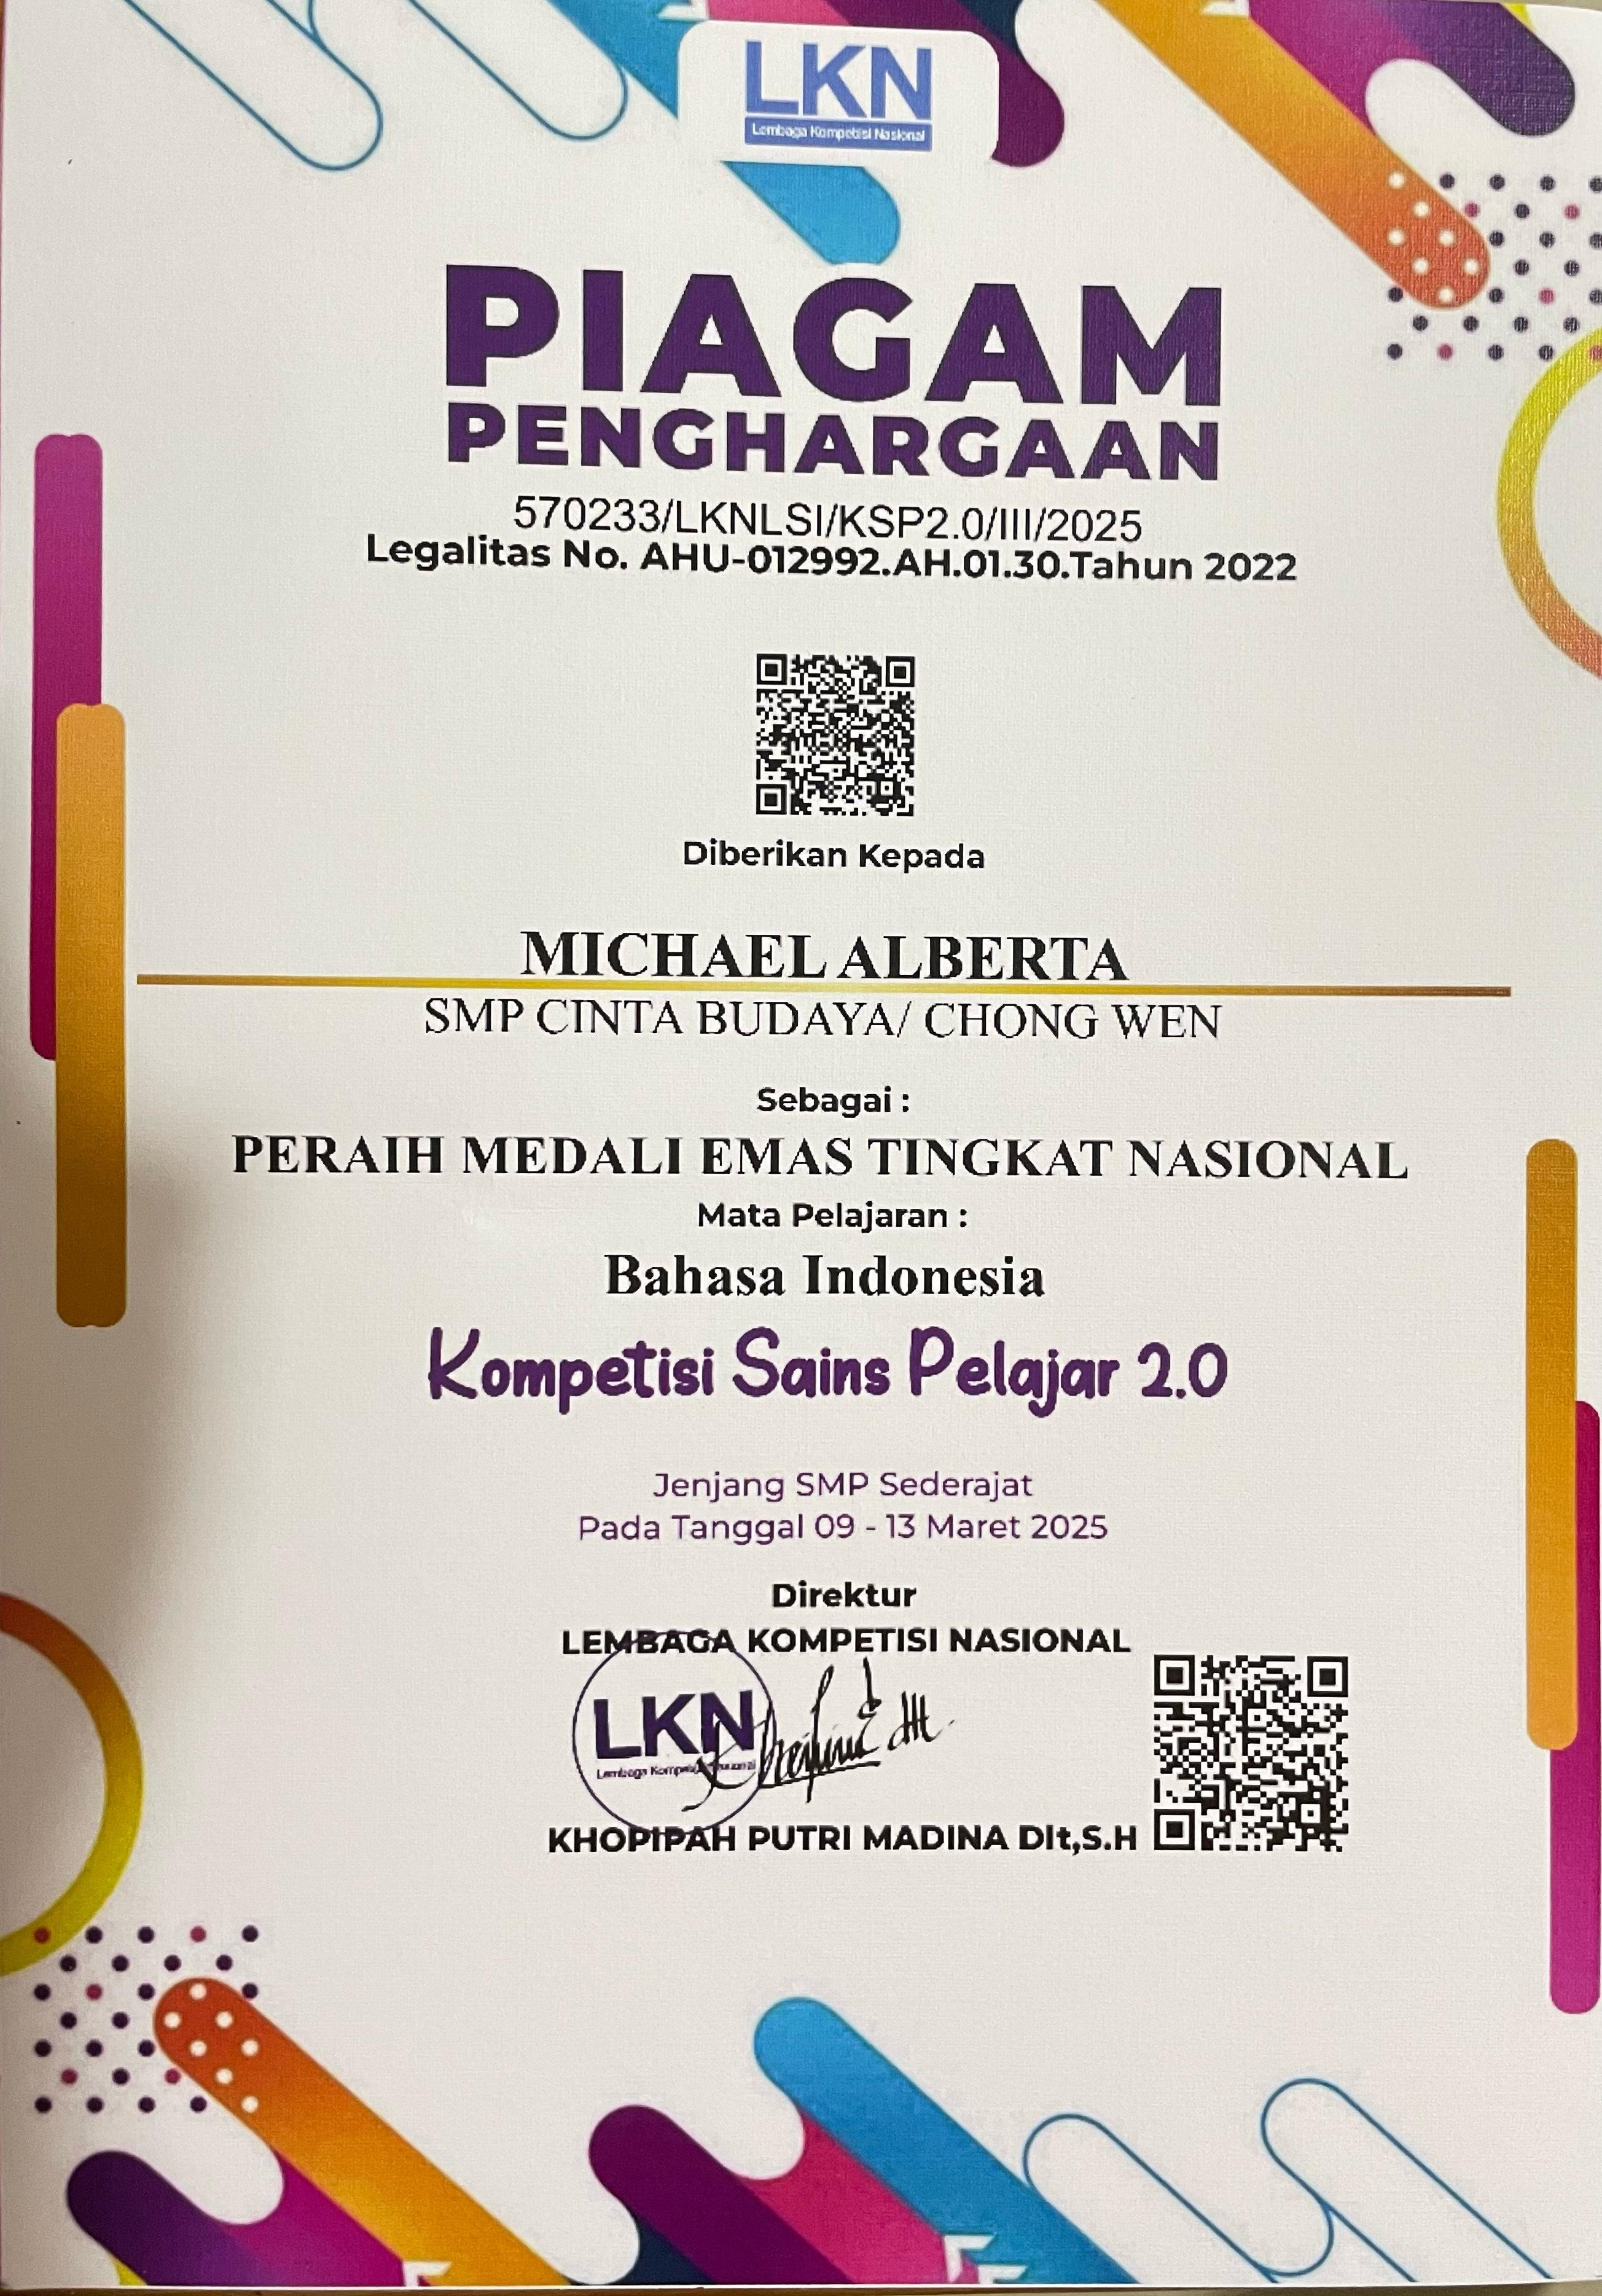 LKN
Lembaga Kompetisi Nasional
PIAGAM
PENGHARGAAN
570233/LKNLSI/KSP2.0/III/2025
Legalitas No. AHU-012992.AH.01.30.Tahun 2022
Diberikan Kepada
MICHAEL ALBERTA
SMP CINTA BUDAYA/ CHONG WEN
Sebagai :
PERAIH MEDALI EMAS TINGKAT NASIONAL
Mata Pelajaran :
Bahasa Indonesia
Kompetisi Sains Pelajar 2.0
Jenjang SMP Sederajat
Pada Tanggal 09 - 13 Maret 2025
Direktur
LEMBAGA KOMPETISI NASIONAL
LKN
Lembaga
KHOPIPAH PUTRI MADINA Dlt,S.H